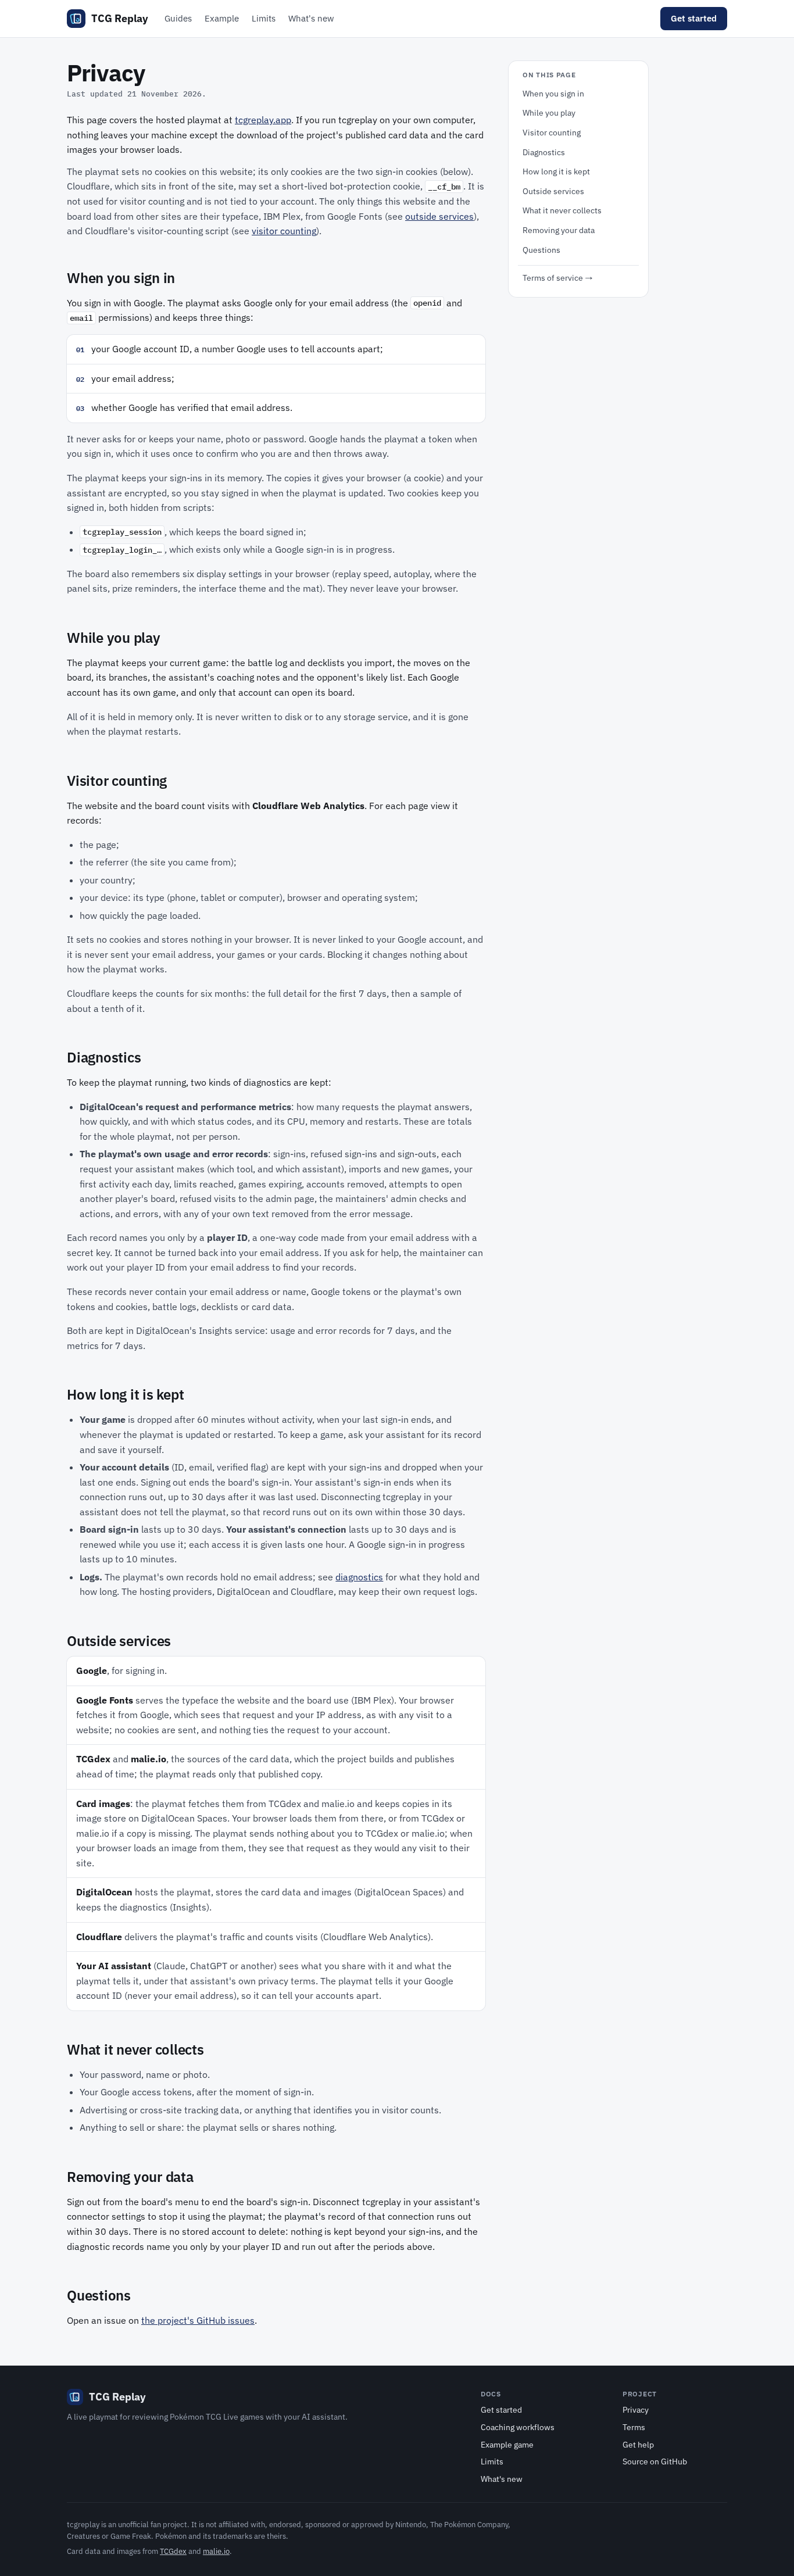 TCG Replay
Guides
Example
Limits
What's new
Get started
Privacy
Last updated 21 November 2026.
This page covers the hosted playmat at tcgreplay.app. If you run tcgreplay on your own computer,
nothing leaves your machine except the download of the project's published card data and the card
images your browser loads.
The playmat sets no cookies on this website; its only cookies are the two sign-in cookies (below).
Cloudflare, which sits in front of the site, may set a short-lived bot-protection cookie, __cf_bm . It is
not used for visitor counting and is not tied to your account. The only things this website and the
board load from other sites are their typeface, IBM Plex, from Google Fonts (see outside services),
and Cloudflare's visitor-counting script (see visitor counting).
ON THIS PAGE
When you sign in
While you play
Visitor counting
Diagnostics
How long it is kept
Outside services
What it never collects
Removing your data
Questions
Terms of service →
When you sign in
You sign in with Google. The playmat asks Google only for your email address (the openid and
email permissions) and keeps three things:
01 your Google account ID, a number Google uses to tell accounts apart;
02 your email address;
03 whether Google has verified that email address.
It never asks for or keeps your name, photo or password. Google hands the playmat a token when
you sign in, which it uses once to confirm who you are and then throws away.
The playmat keeps your sign-ins in its memory. The copies it gives your browser (a cookie) and your
assistant are encrypted, so you stay signed in when the playmat is updated. Two cookies keep you
signed in, both hidden from scripts:
• tcgreplay_session , which keeps the board signed in;
• tcgreplay_login_… , which exists only while a Google sign-in is in progress.
The board also remembers six display settings in your browser (replay speed, autoplay, where the
panel sits, prize reminders, the interface theme and the mat). They never leave your browser.
While you play
The playmat keeps your current game: the battle log and decklists you import, the moves on the
board, its branches, the assistant's coaching notes and the opponent's likely list. Each Google
account has its own game, and only that account can open its board.
All of it is held in memory only. It is never written to disk or to any storage service, and it is gone
when the playmat restarts.
Visitor counting
The website and the board count visits with Cloudflare Web Analytics. For each page view it
records:
• the page;
• the referrer (the site you came from);
• your country;
• your device: its type (phone, tablet or computer), browser and operating system;
• how quickly the page loaded.
It sets no cookies and stores nothing in your browser. It is never linked to your Google account, and
it is never sent your email address, your games or your cards. Blocking it changes nothing about
how the playmat works.
Cloudflare keeps the counts for six months: the full detail for the first 7 days, then a sample of
about a tenth of it.
Diagnostics
To keep the playmat running, two kinds of diagnostics are kept:
• DigitalOcean's request and performance metrics: how many requests the playmat answers,
how quickly, and with which status codes, and its CPU, memory and restarts. These are totals
for the whole playmat, not per person.
• The playmat's own usage and error records: sign-ins, refused sign-ins and sign-outs, each
request your assistant makes (which tool, and which assistant), imports and new games, your
first activity each day, limits reached, games expiring, accounts removed, attempts to open
another player's board, refused visits to the admin page, the maintainers' admin checks and
actions, and errors, with any of your own text removed from the error message.
Each record names you only by a player ID, a one-way code made from your email address with a
secret key. It cannot be turned back into your email address. If you ask for help, the maintainer can
work out your player ID from your email address to find your records.
These records never contain your email address or name, Google tokens or the playmat's own
tokens and cookies, battle logs, decklists or card data.
Both are kept in DigitalOcean's Insights service: usage and error records for 7 days, and the
metrics for 7 days.
How long it is kept
• Your game is dropped after 60 minutes without activity, when your last sign-in ends, and
whenever the playmat is updated or restarted. To keep a game, ask your assistant for its record
and save it yourself.
• Your account details (ID, email, verified flag) are kept with your sign-ins and dropped when your
last one ends. Signing out ends the board's sign-in. Your assistant's sign-in ends when its
connection runs out, up to 30 days after it was last used. Disconnecting tcgreplay in your
assistant does not tell the playmat, so that record runs out on its own within those 30 days.
• Board sign-in lasts up to 30 days. Your assistant's connection lasts up to 30 days and is
renewed while you use it; each access it is given lasts one hour. A Google sign-in in progress
lasts up to 10 minutes.
• Logs. The playmat's own records hold no email address; see diagnostics for what they hold and
how long. The hosting providers, DigitalOcean and Cloudflare, may keep their own request logs.
Outside services
Google, for signing in.
Google Fonts serves the typeface the website and the board use (IBM Plex). Your browser
fetches it from Google, which sees that request and your IP address, as with any visit to a
website; no cookies are sent, and nothing ties the request to your account.
TCGdex and malie.io, the sources of the card data, which the project builds and publishes
ahead of time; the playmat reads only that published copy.
Card images: the playmat fetches them from TCGdex and malie.io and keeps copies in its
image store on DigitalOcean Spaces. Your browser loads them from there, or from TCGdex or
malie.io if a copy is missing. The playmat sends nothing about you to TCGdex or malie.io; when
your browser loads an image from them, they see that request as they would any visit to their
site.
DigitalOcean hosts the playmat, stores the card data and images (DigitalOcean Spaces) and
keeps the diagnostics (Insights).
Cloudflare delivers the playmat's traffic and counts visits (Cloudflare Web Analytics).
Your AI assistant (Claude, ChatGPT or another) sees what you share with it and what the
playmat tells it, under that assistant's own privacy terms. The playmat tells it your Google
account ID (never your email address), so it can tell your accounts apart.
What it never collects
• Your password, name or photo.
• Your Google access tokens, after the moment of sign-in.
• Advertising or cross-site tracking data, or anything that identifies you in visitor counts.
• Anything to sell or share: the playmat sells or shares nothing.
Removing your data
Sign out from the board's menu to end the board's sign-in. Disconnect tcgreplay in your assistant's
connector settings to stop it using the playmat; the playmat's record of that connection runs out
within 30 days. There is no stored account to delete: nothing is kept beyond your sign-ins, and the
diagnostic records name you only by your player ID and run out after the periods above.
Questions
Open an issue on the project's GitHub issues.
TCG Replay
A live playmat for reviewing Pokémon TCG Live games with your AI assistant.
DOCS
Get started
Coaching workflows
Example game
Limits
What's new
PROJECT
Privacy
Terms
Get help
Source on GitHub
tcgreplay is an unofficial fan project. It is not affiliated with, endorsed, sponsored or approved by Nintendo, The Pokémon Company,
Creatures or Game Freak. Pokémon and its trademarks are theirs.
Card data and images from TCGdex and malie.io.